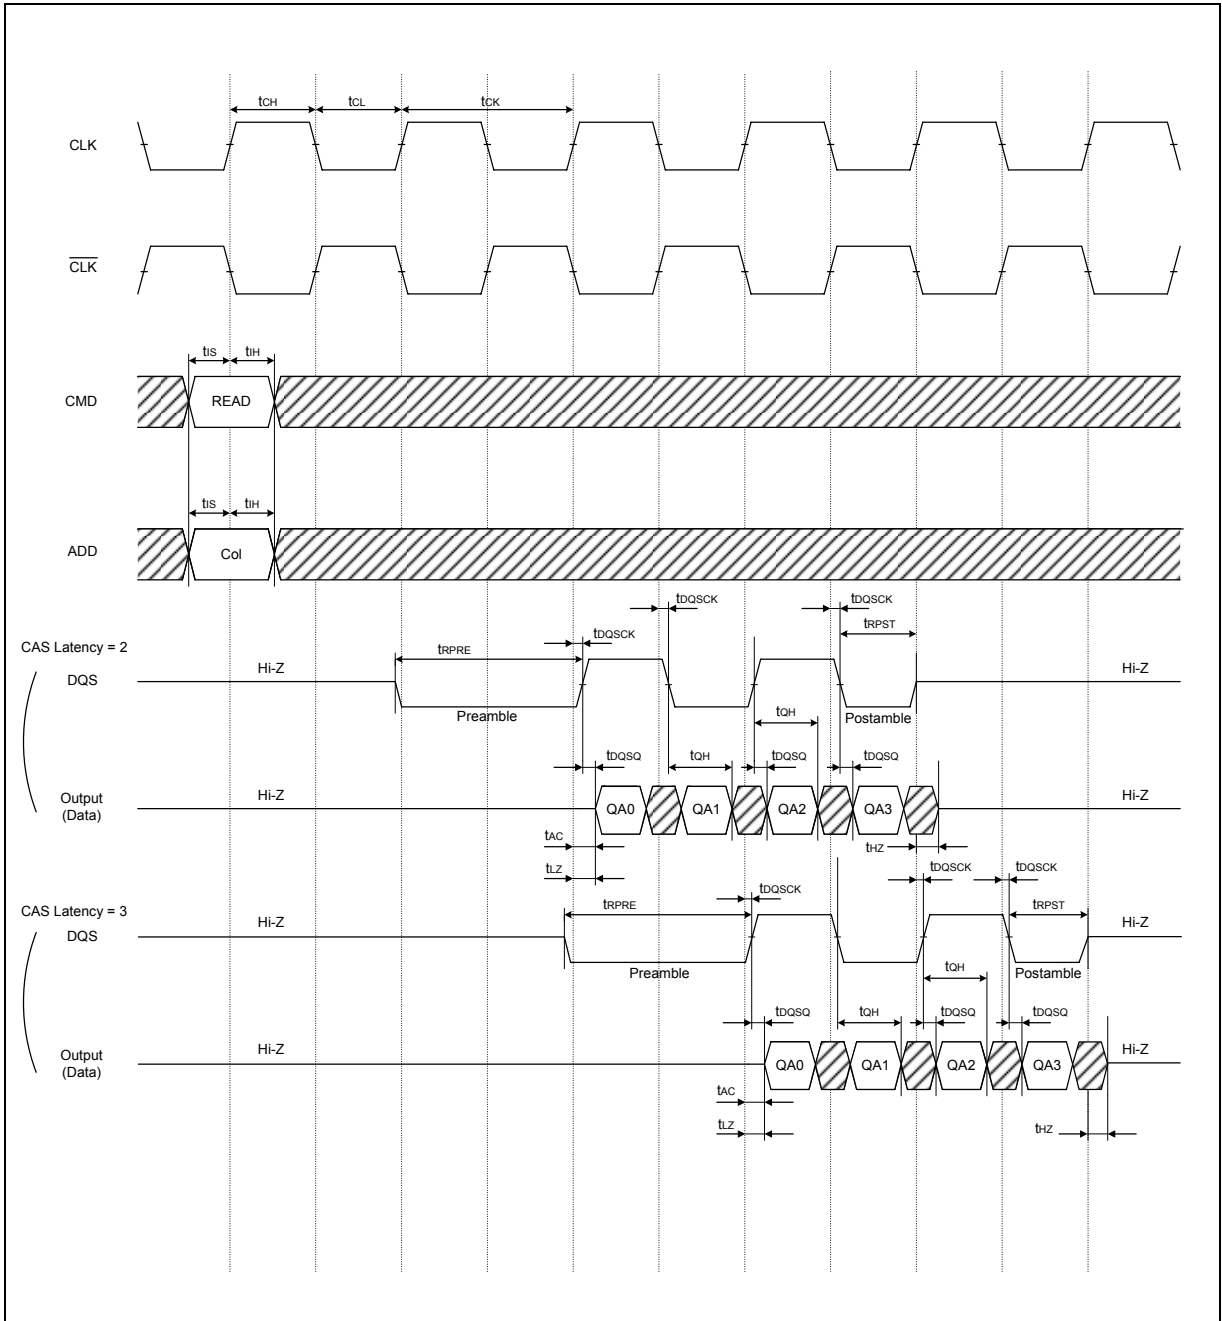 tCH tCL tCK
CLK
CLK
tIS tIH
CMD READ
tIS tIH
ADD Col
tDQSCK tDQSCK
tRPST
tDQSCK
CAS Latency = 2
tRPRE
DQS Hi-Z Hi-Z
Preamble Postamble
tQH
tDQSQ tQH tDQSQ tDQSQ
Output
(Data)
Hi-Z QA0 QA1 QA2 QA3 Hi-Z
tAC tHZ
tLZ
tDQSCK tDQSCK tDQSCK
CAS Latency = 3
tRPRE tRPST
DQS Hi-Z Hi-Z
Preamble Postamble
tQH
tDQSQ tQH tDQSQ tDQSQ
Output
(Data)
Hi-Z QA0 QA1 QA2 QA3 Hi-Z
tAC
tLZ tHZ